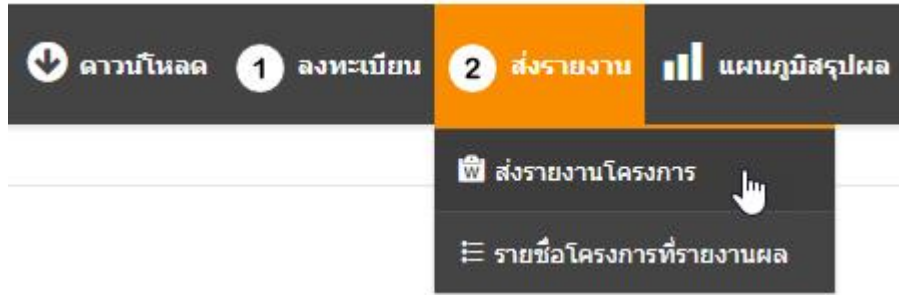 ดาวน์โหลด 1 ลงทะเบียน 2 ส่งรายงาน แผนภูมิสรุปผล
W ส่งรายงานโครงการ
รายชื่อโครงการที่รายงานผล